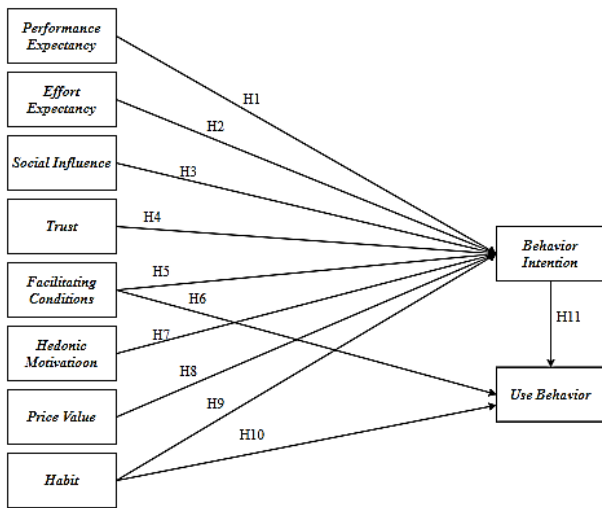 Performance
Expectancy
H1
Effort
Expectancy
H2
Social Influence
H3
Trust
H4
Behavior
Intention
Facilitating
Conditions
H5
H6
H11
Hedonic
Motivatioon
H7
H8
Price Value
H9
Use Behavior
H10
Habit